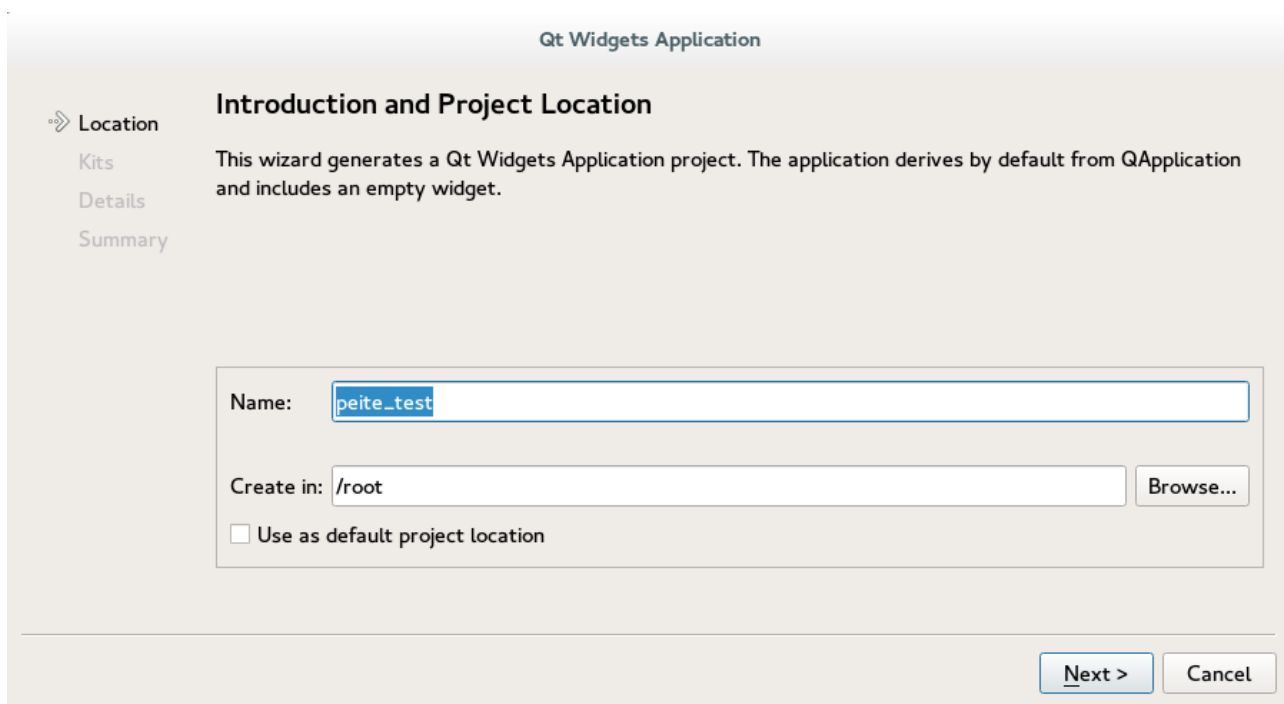 Qt Widgets Application
Location
Kits
Details
Summary
Introduction and Project Location
This wizard generates a Qt Widgets Application project. The application derives by default from QApplication
and includes an empty widget.
Name: peite_test
Create in: /root Browse...
Use as default project location
Next > Cancel